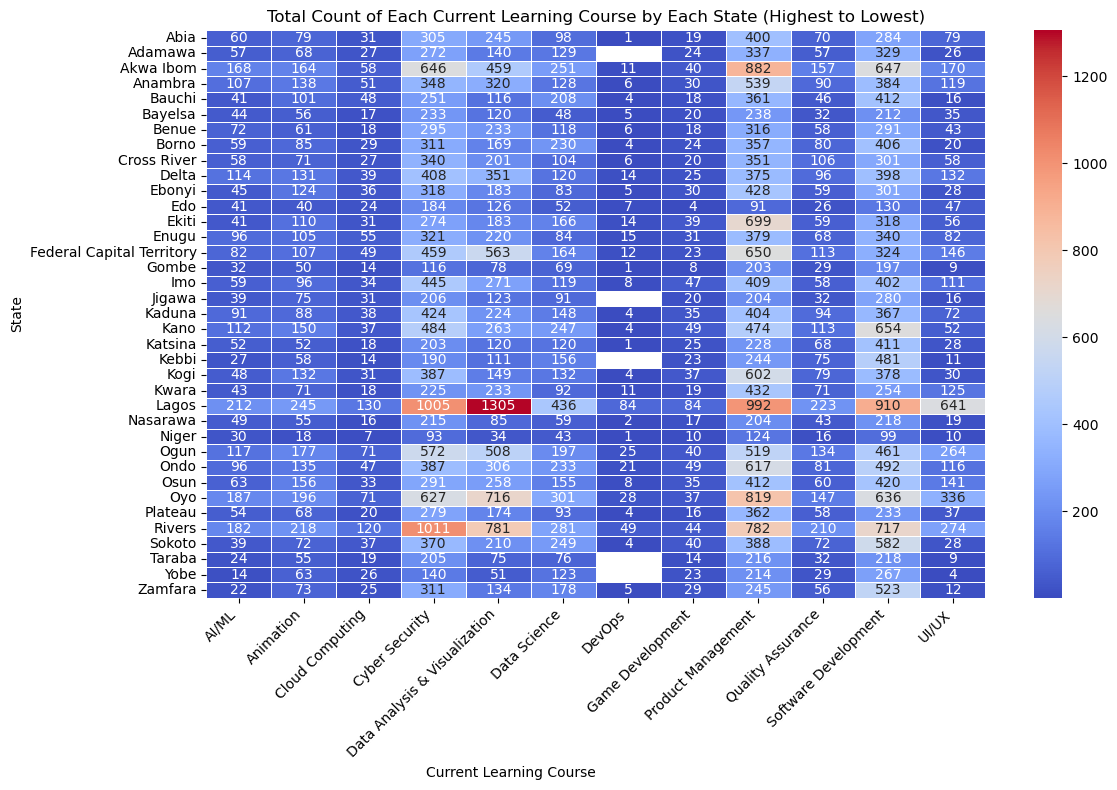 Total Count of Each Current Learning Course by Each State (Highest to Lowest)
Abia 60 79 31 305 245 98 1 19 400 70 284 79
Adamawa 57 68 27 272 140 129 24 337 57 329 26
Akwa Ibom 168 164 58 646 459 251 11 40 882 157 647 170
Anambra 107 138 51 348 320 128 6 30 539 90 384 119
Bauchi 41 101 48 251 116 208 4 18 361 46 412 16
Bayelsa 44 56 17 233 120 48 5 20 238 32 212 35
Benue 72 61 18 295 233 118 6 18 316 58 291 43
Borno 59 85 29 311 169 230 4 24 357 80 406 20
Cross River 58 71 27 340 201 104 6 20 351 106 301 58
Delta 114 131 39 408 351 120 14 25 375 96 398 132
Ebonyi 45 124 36 318 183 83 5 30 428 59 301 28
Edo 41 40 24 184 126 52 7 4 91 26 130 47
Ekiti 41 110 31 274 183 166 14 39 699 59 318 56
Enugu 96 105 55 321 220 84 15 31 379 68 340 82
Federal Capital Territory 82 107 49 459 563 164 12 23 650 113 324 146
Gombe 32 50 14 116 78 69 1 8 203 29 197 9
Imo 59 96 34 445 271 119 8 47 409 58 402 111
Jigawa 39 75 31 206 123 91 20 204 32 280 16
Kaduna 91 88 38 424 224 148 4 35 404 94 367 72
Kano 112 150 37 484 263 247 4 49 474 113 654 52
Katsina 52 52 18 203 120 120 1 25 228 68 411 28
Kebbi 27 58 14 190 111 156 23 244 75 481 11
Kogi 48 132 31 387 149 132 4 37 602 79 378 30
Kwara 43 71 18 225 233 92 11 19 432 71 254 125
Lagos 212 245 130 1005 1305 436 84 84 992 223 910 641
Nasarawa 49 55 16 215 85 59 2 17 204 43 218 19
Niger 30 18 7 93 34 43 1 10 124 16 99 10
Ogun 117 177 71 572 508 197 25 40 519 134 461 264
Ondo 96 135 47 387 306 233 21 49 617 81 492 116
Osun 63 156 33 291 258 155 8 35 412 60 420 141
Oyo 187 196 71 627 716 301 28 37 819 147 636 336
Plateau 54 68 20 279 174 93 4 16 362 58 233 37
Rivers 182 218 120 1011 781 281 49 44 782 210 717 274
Sokoto 39 72 37 370 210 249 4 40 388 72 582 28
Taraba 24 55 19 205 75 76 14 216 32 218 9
Yobe 14 63 26 140 51 123 23 214 29 267 4
Zamfara 22 73 25 311 134 178 5 29 245 56 523 12
State
AI/ML
Animation
Cloud Computing
Cyber Security
Data Analysis & Visualization
Data Science
DevOps
Game Development
Product Management
Quality Assurance
Software Development
UI/UX
Current Learning Course
1200
1000
800
600
400
200